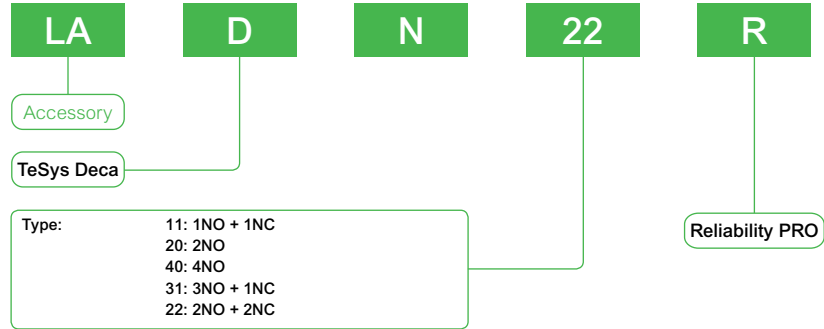 LA D N 22 R
Accessory
TeSys Deca
Type: 11: 1NO + 1NC
20: 2NO
40: 4NO
31: 3NO + 1NC
22: 2NO + 2NC
Reliability PRO